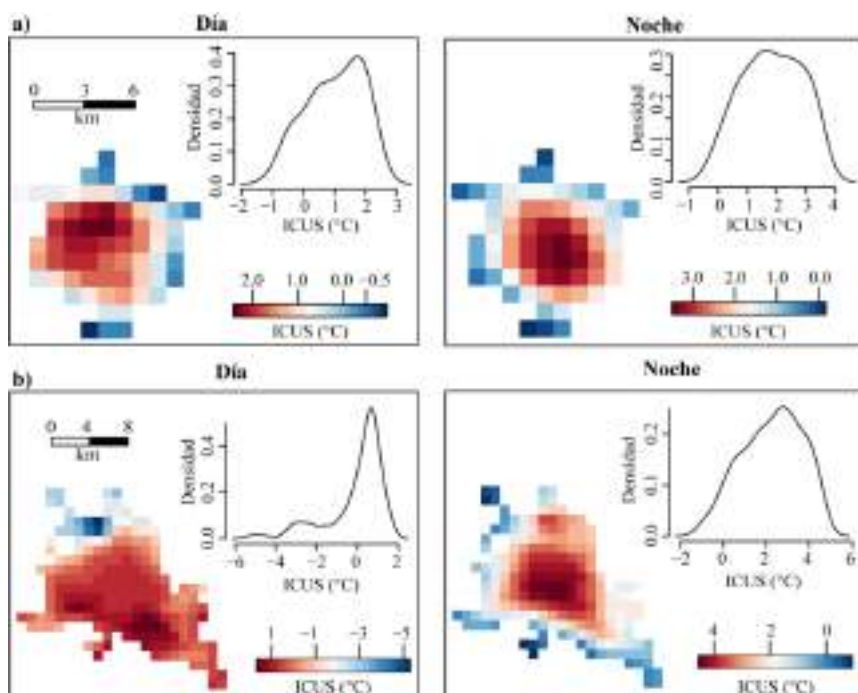 a)
Día
Noche
0 3 6
km
Densidad
0.0 0.1 0.2 0.3 0.4
−2 −1 0 1 2 3
ICUS (°C)
2.0 1.0 0.0 −0.5
ICUS (°C)
Densidad
0.0 0.1 0.3
−1 0 1 2 3 4
ICUS (°C)
3.0 2.0 1.0 0.0
ICUS (°C)
b)
Día
Noche
0 4 8
km
Densidad
0.0 0.2 0.4
−6 −4 −2 0 2
ICUS (°C)
1 −1 −3 −5
ICUS (°C)
Densidad
0.0 0.1 0.2
−2 0 2 4 6
ICUS (°C)
4 2 0
ICUS (°C)